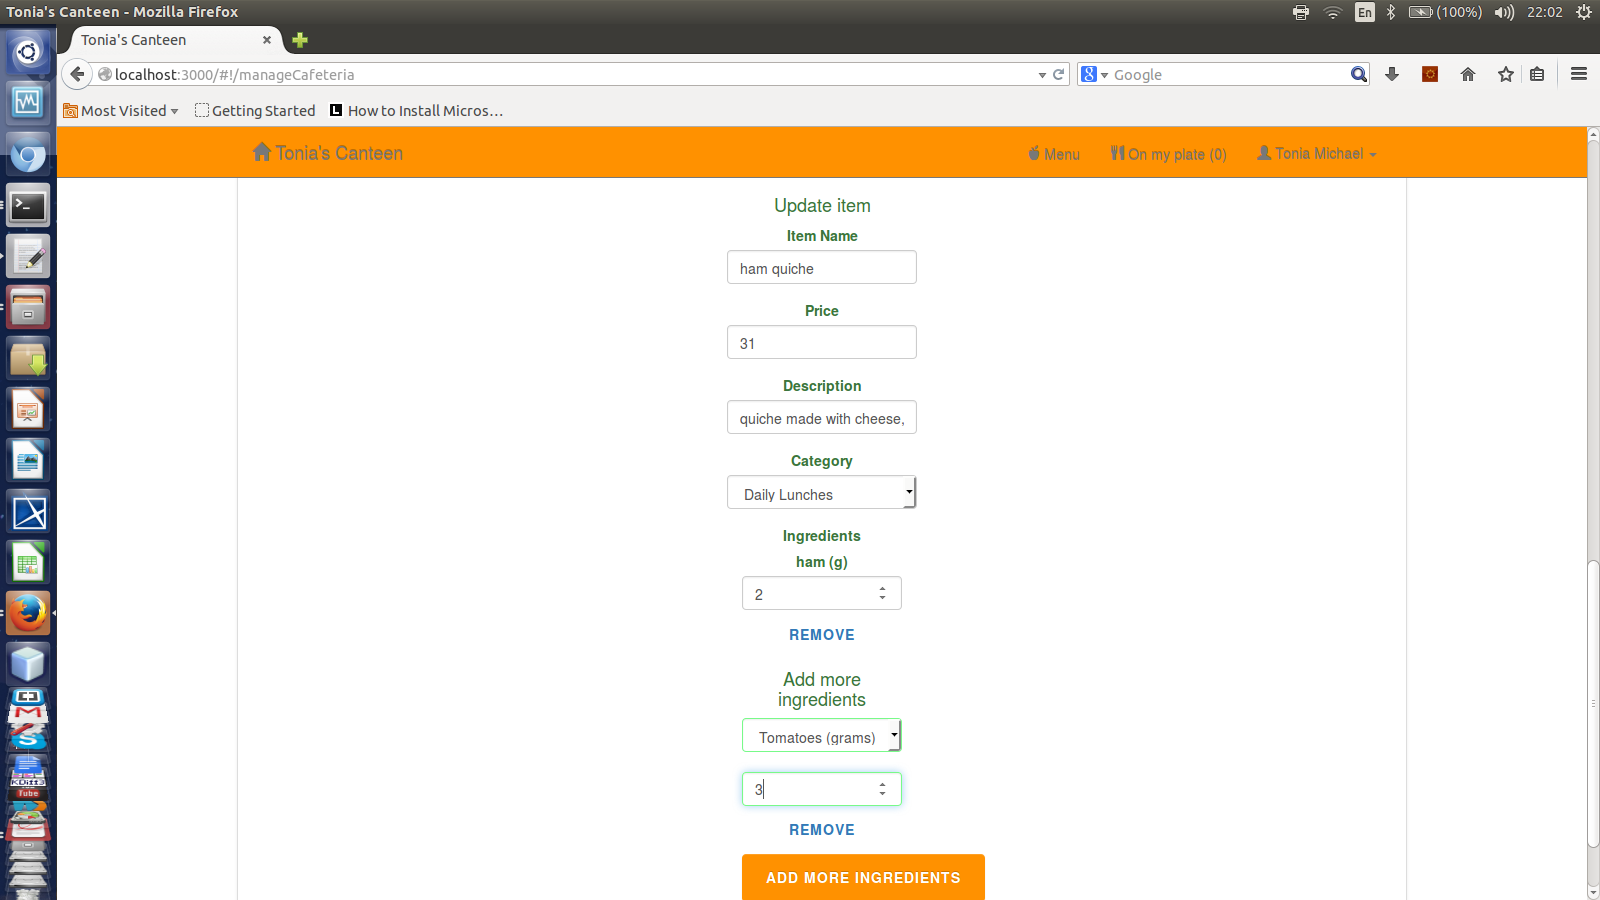 Tonia's Canteen - Mozilla Firefox
En
(100%)
22:02
Tonia's Canteen
localhost:3000/#!/manageCafeteria
Google
Most Visited
Getting Started
L
How to Install Micros...
Tonia's Canteen
Menu
On my plate (0)
Tonia Michael
Update item
Item Name
ham quiche
Price
31
Description
quiche made with cheese,
Category
Daily Lunches
Ingredients
ham (g)
2
REMOVE
Add more
ingredients
Tomatoes (grams)
3
REMOVE
ADD MORE INGREDIENTS
KDiff3
Tube